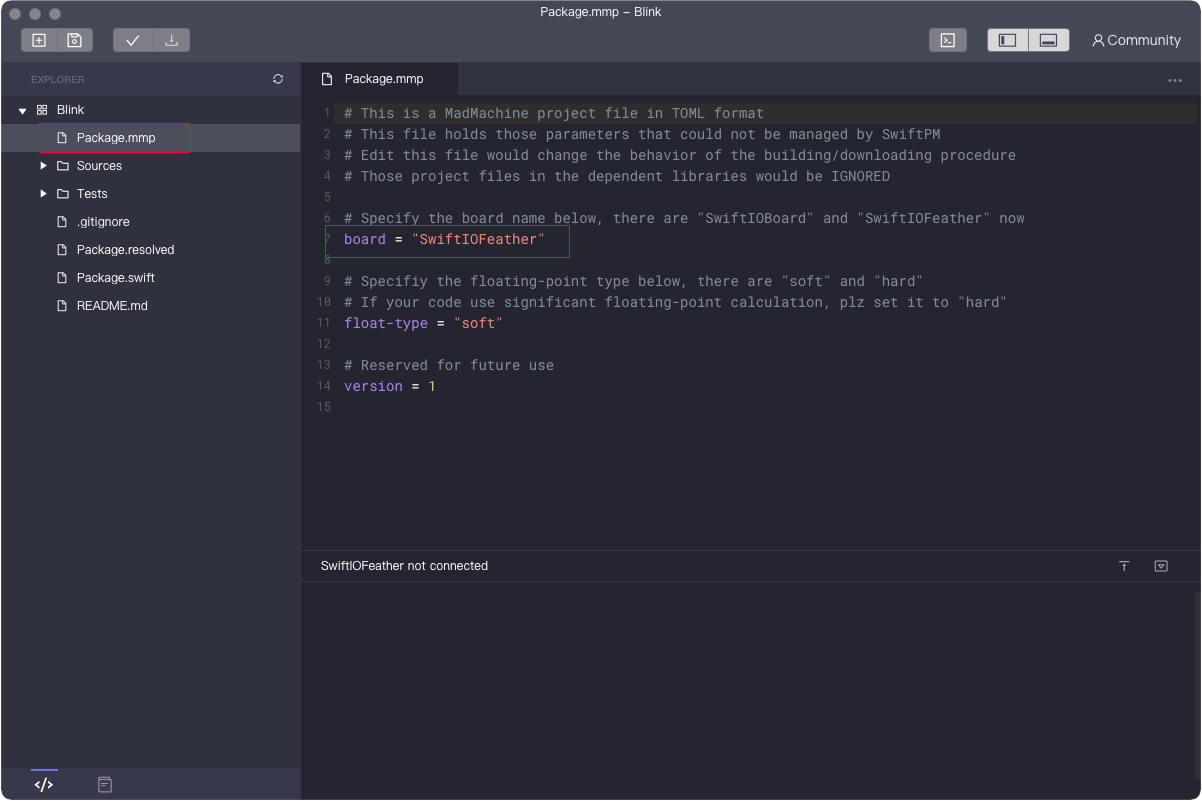 Package.mmp – Blink
Community
EXPLORER
Blink
Package.mmp
Sources
Tests
.gitignore
Package.resolved
Package.swift
README.md
Package.mmp
1 # This is a MadMachine project file in TOML format
2 # This file holds those parameters that could not be managed by SwiftPM
3 # Edit this file would change the behavior of the building/downloading procedure
4 # Those project files in the dependent libraries would be IGNORED
5
6 # Specify the board name below, there are "SwiftIOBoard" and "SwiftIOFeather" now
7 board = "SwiftIOFeather"
8
9 # Specifiy the floating-point type below, there are "soft" and "hard"
10 # If your code use significant floating-point calculation, plz set it to "hard"
11 float-type = "soft"
12
13 # Reserved for future use
14 version = 1
15
SwiftIOFeather not connected